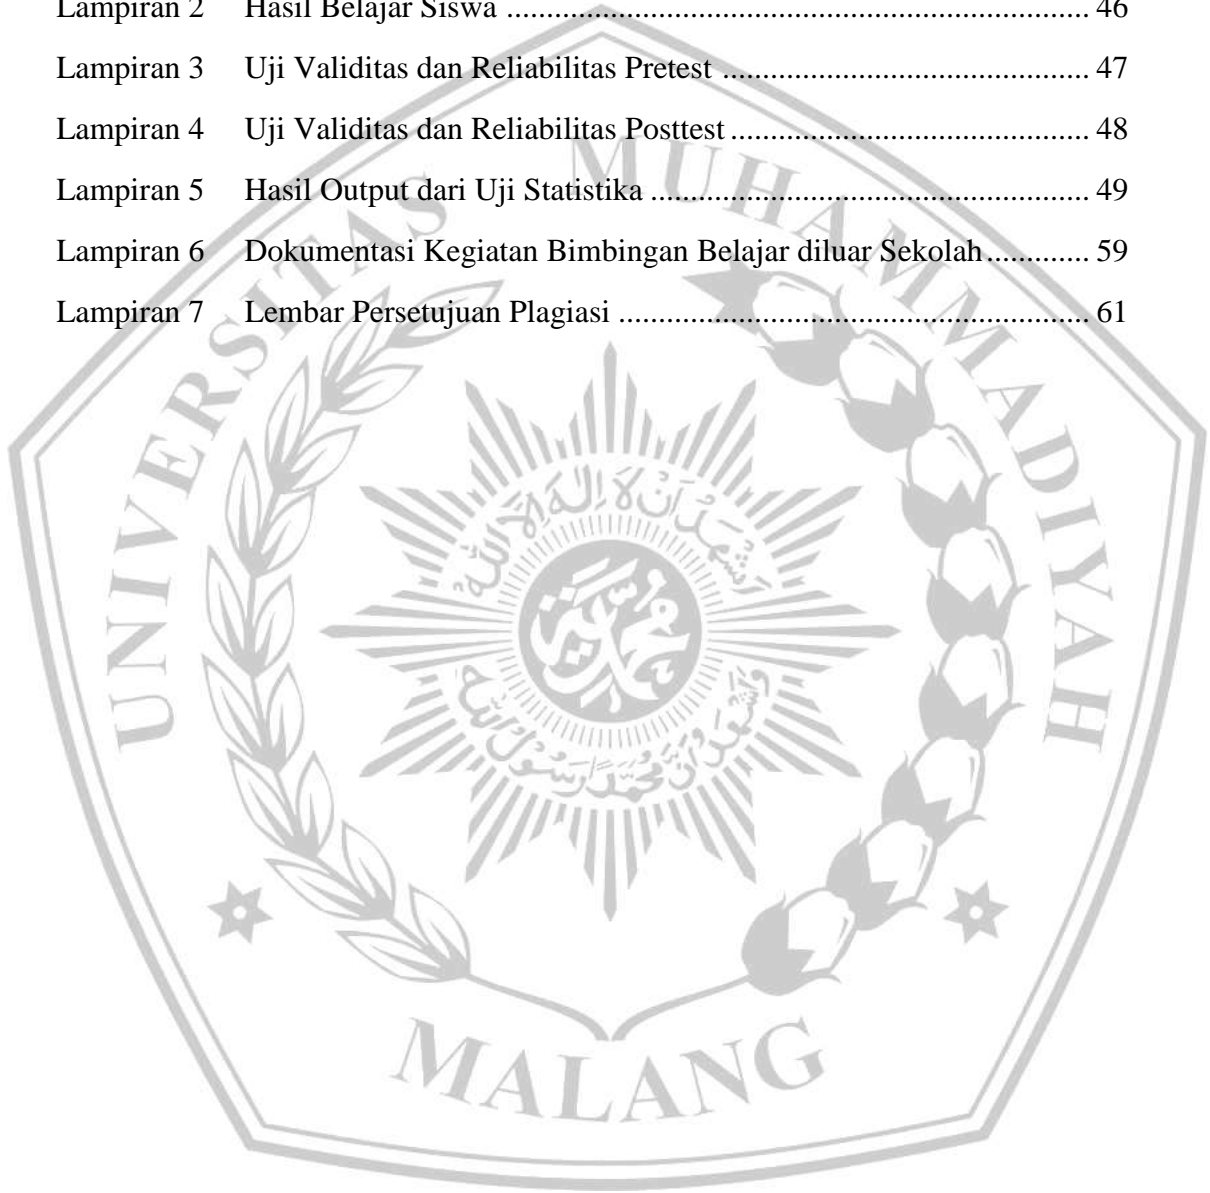 Lampiran 2 Hasil Belajar Siswa ........................................................................... 46
Lampiran 3 Uji Validitas dan Reliabilitas Pretest ............................................... 47
Lampiran 4 Uji Validitas dan Reliabilitas Posttest .............................................. 48
Lampiran 5 Hasil Output dari Uji Statistika ........................................................ 49
Lampiran 6 Dokumentasi Kegiatan Bimbingan Belajar diluar Sekolah ............. 59
Lampiran 7 Lembar Persetujuan Plagiasi ............................................................ 61
UNIVERSITAS MUHAMMADIYAH
MALANG